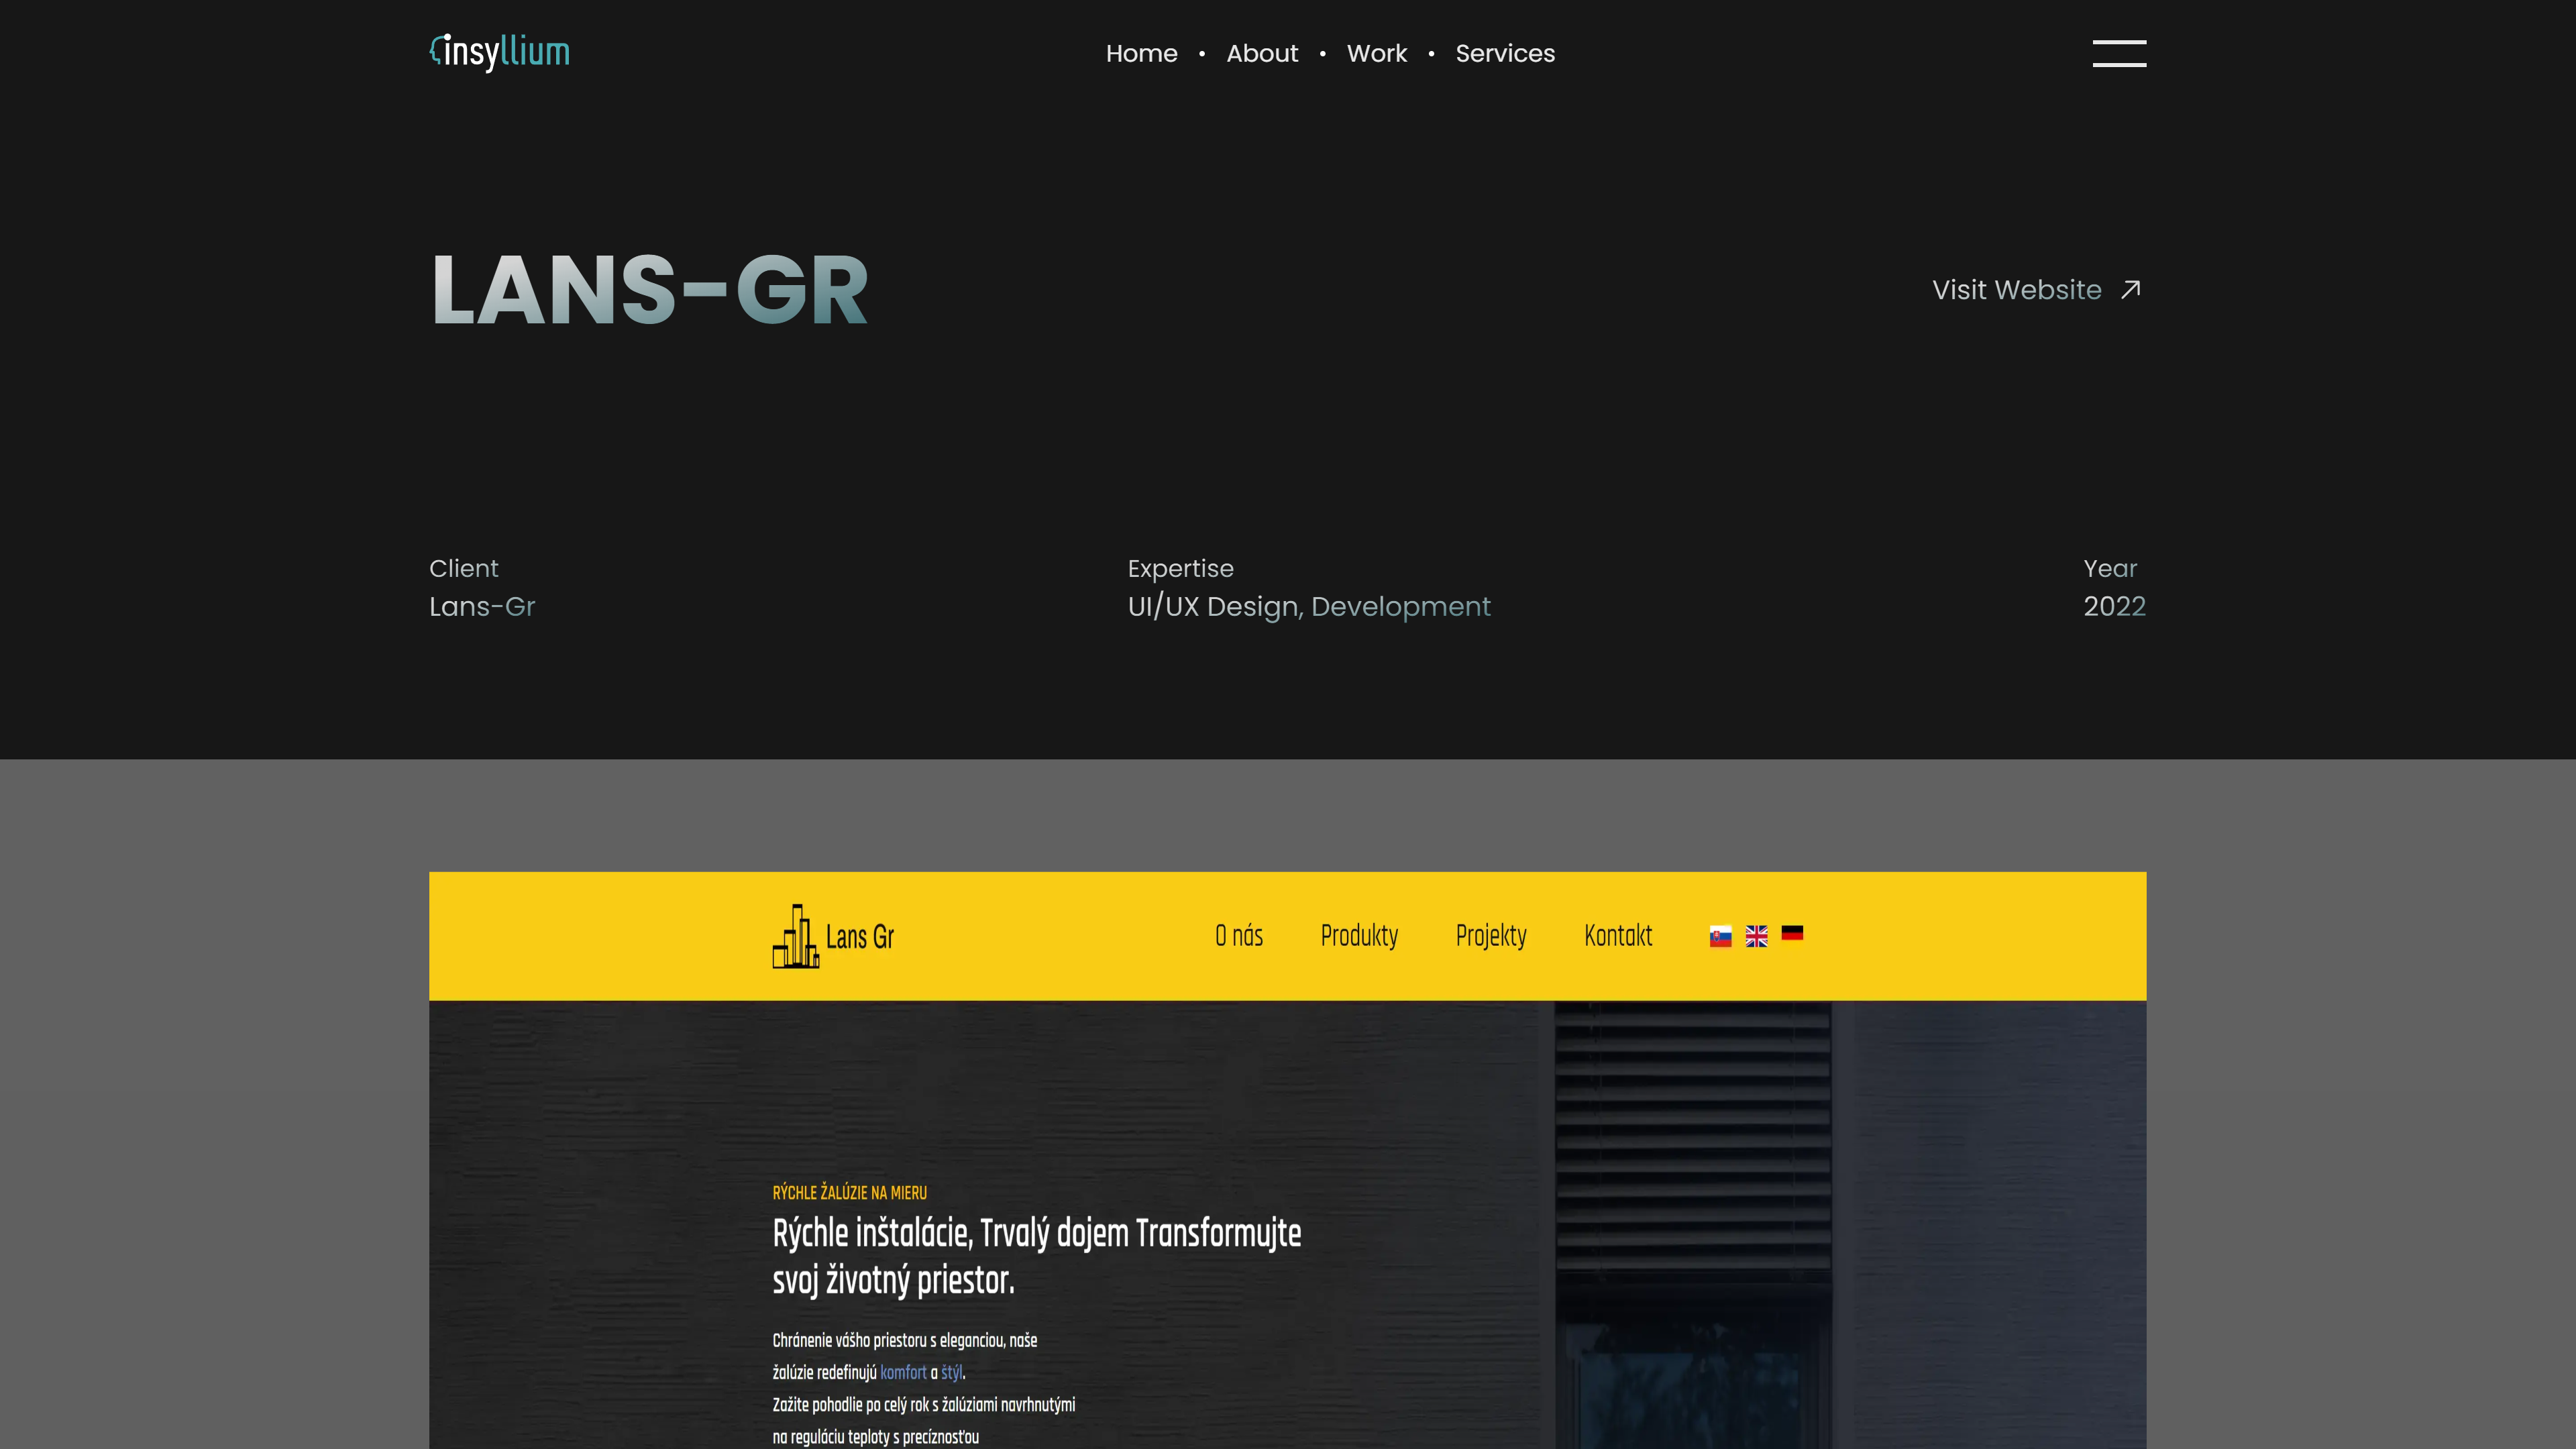 insyllium
Home • About • Work • Services
LANS-GR
Visit Website
Client
Lans-Gr
Expertise
UI/UX Design, Development
Year
2022
Lans Gr
O nás Produkty Projekty Kontakt
RÝCHLE ŽALÚZIE NA MIERU
Rýchle inštalácie, Trvalý dojem Transformujte
svoj životný priestor.
Chránenie vášho priestoru s eleganciou, naše
žalúzie redefinujú komfort a štýl.
Zažite pohodlie po celý rok s žalúziami navrhnutými
na reguláciu teploty s precíznosťou